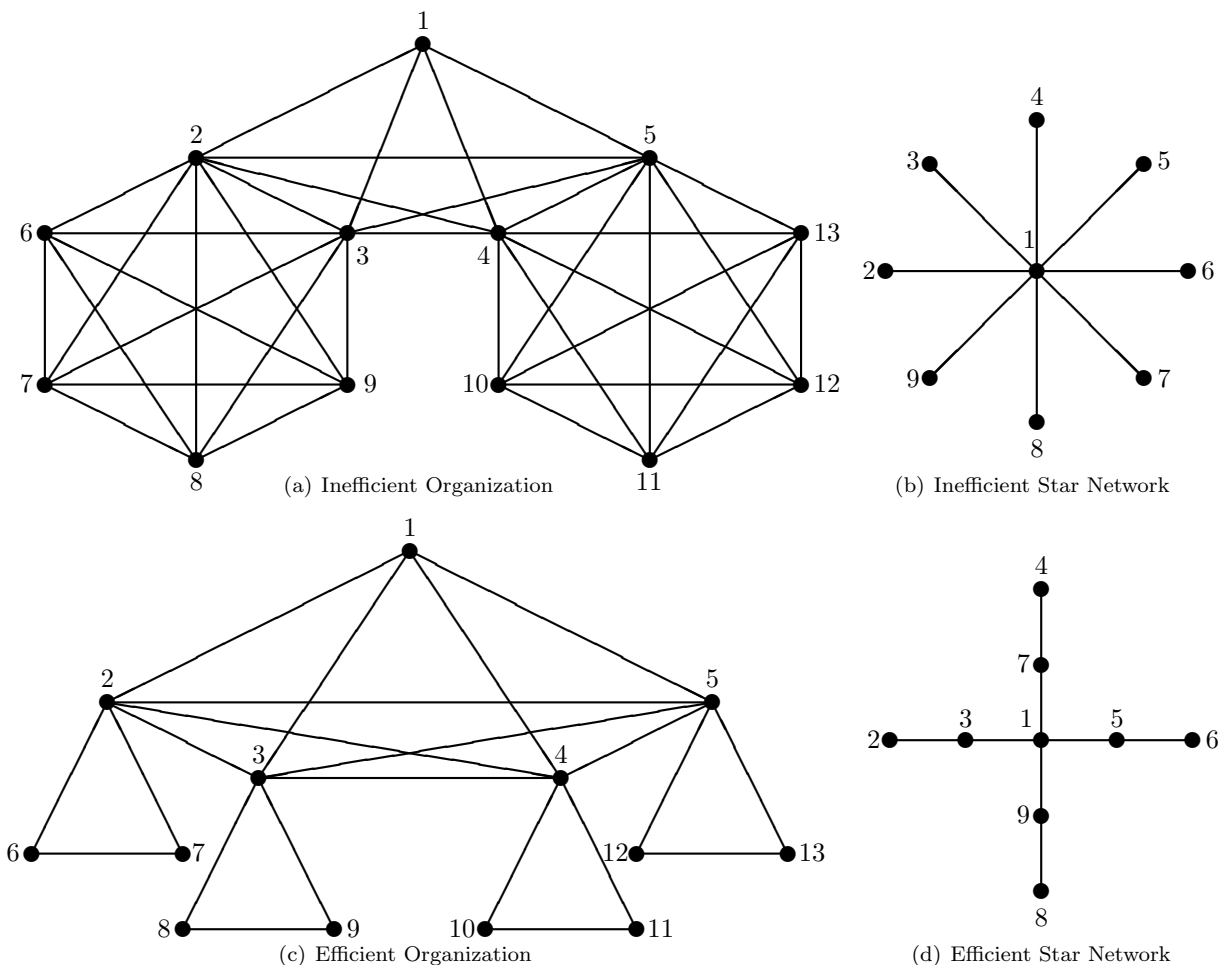 1
2 5
6 3 4 13
7 9 10 12
8 11
(a) Inefficient Organization
4
3 5
1
2 6
9 7
8
(b) Inefficient Star Network
1
2 5
3 4
6 7 12 13
8 9 10 11
(c) Efficient Organization
4
7
2 3 1 5 6
9
8
(d) Efficient Star Network